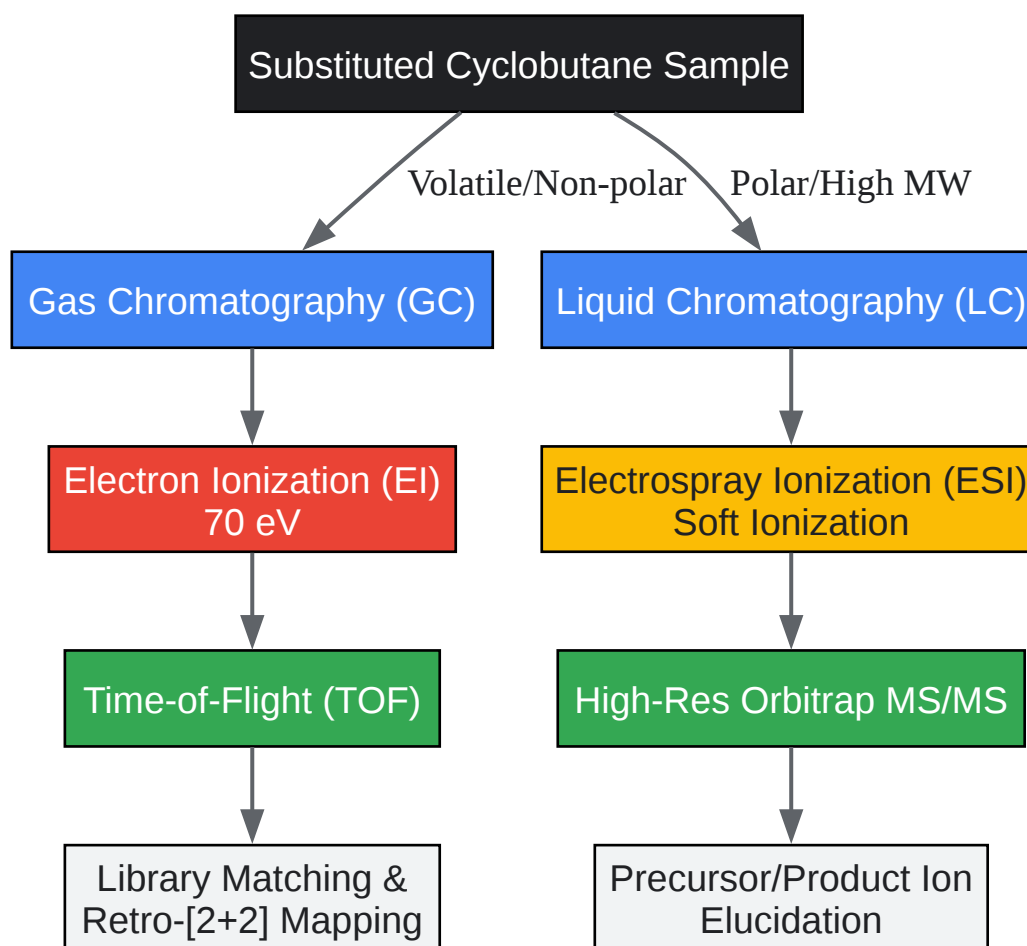 Substituted Cyclobutane Sample
Volatile/Non-polar
Polar/High MW
Gas Chromatography (GC)
Liquid Chromatography (LC)
Electron Ionization (EI)
70 eV
Electrospray Ionization (ESI)
Soft Ionization
Time-of-Flight (TOF)
High-Res Orbitrap MS/MS
Library Matching &
Retro-[2+2] Mapping
Precursor/Product Ion
Elucidation